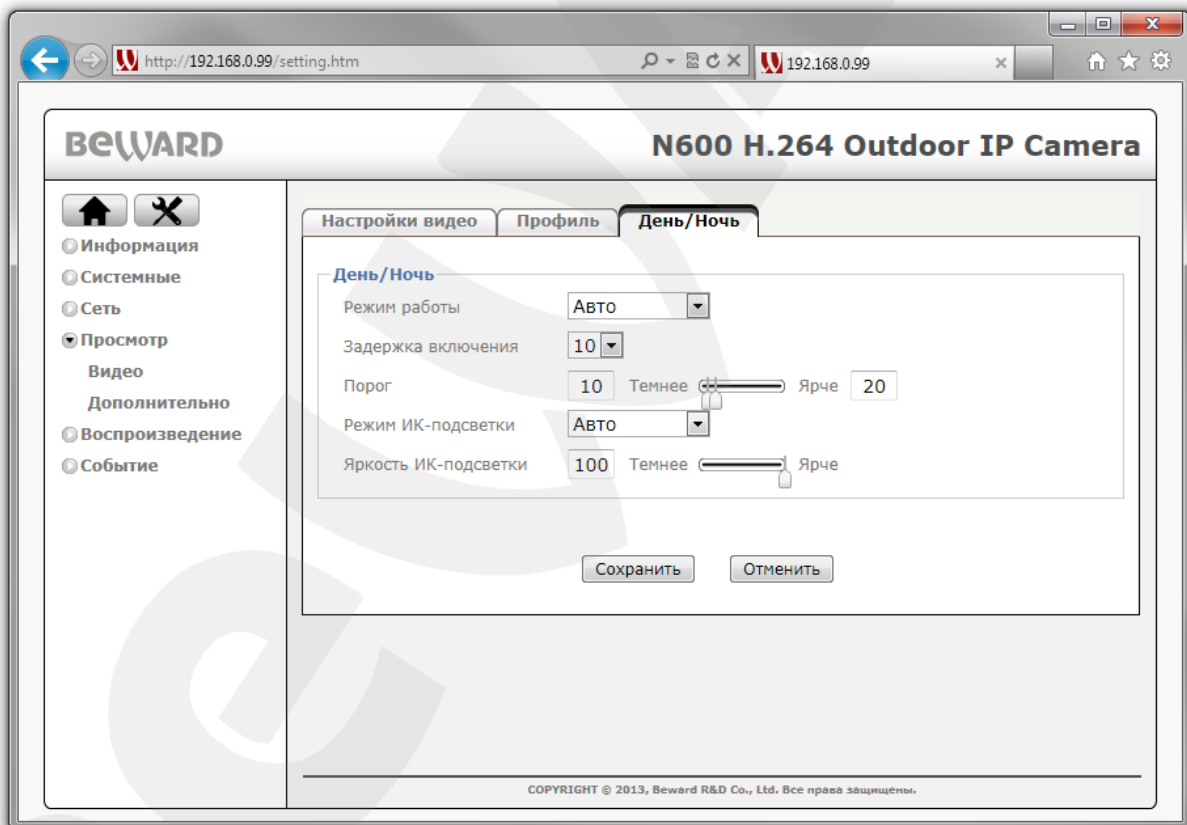 http://192.168.0.99/setting.htm
192.168.0.99
BEWARD
N600 H.264 Outdoor IP Camera
Информация
Системные
Сеть
Просмотр
Видео
Дополнительно
Воспроизведение
Событие
Настройки видео Профиль День/Ночь
День/Ночь
Режим работы Авто
Задержка включения 10
Порог 10 Темнее Ярче 20
Режим ИК-подсветки Авто
Яркость ИК-подсветки 100 Темнее Ярче
Сохранить Отменить
COPYRIGHT © 2013, Beward R&D Co., Ltd. Все права защищены.